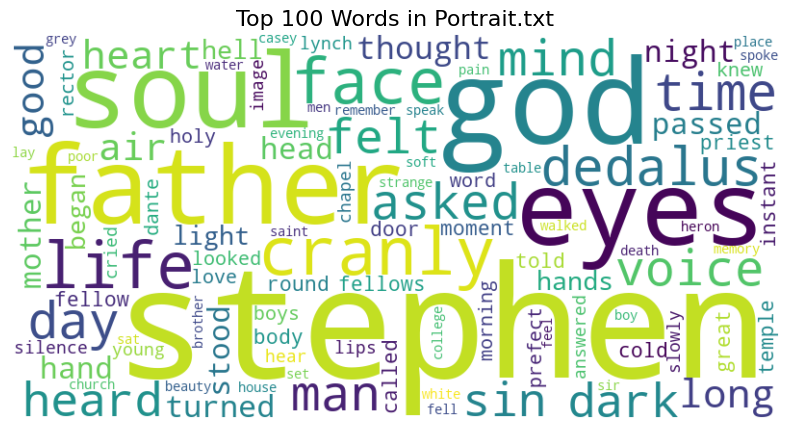 Top 100 Words in Portrait.txt
good rector heart hell casey lynch thought mind night place
grey water image men face pain knew spoke
soul god time
remember speak passed
holy felt priest
lay poor air evening head soft table dedalus
father strange word
mother began dante chapel asked eyes instant
cried light saint door moment walked death heron memory
life looked cranly told voice
love round fellows hands
fellow stephen
day brother boys body college morning prefect feel answered boy cold slowly great temple
silence sat young stood hear lips
hand church beauty house set called white fell sir
heard turned man sin dark long